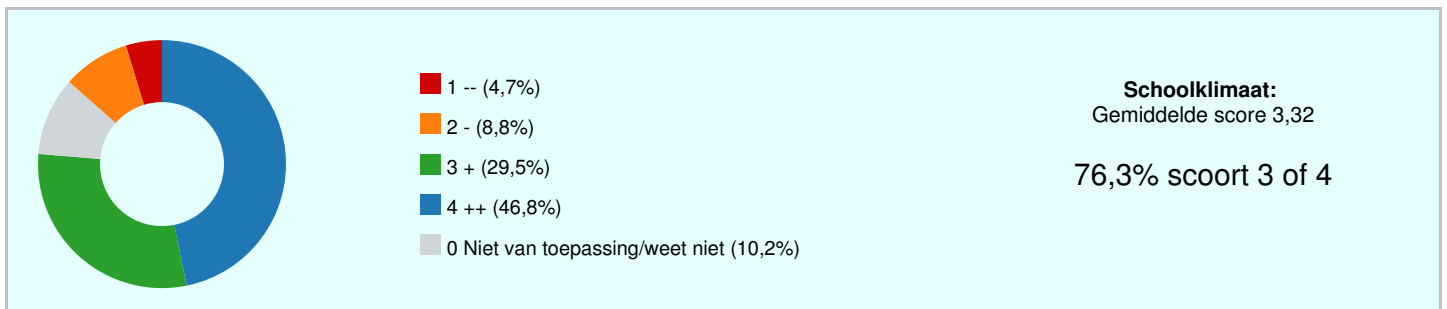 1 -- (4,7%)
2 - (8,8%)
3 + (29,5%)
4 ++ (46,8%)
0 Niet van toepassing/weet niet (10,2%)
Schoolklimaat:
Gemiddelde score 3,32
76,3% scoort 3 of 4